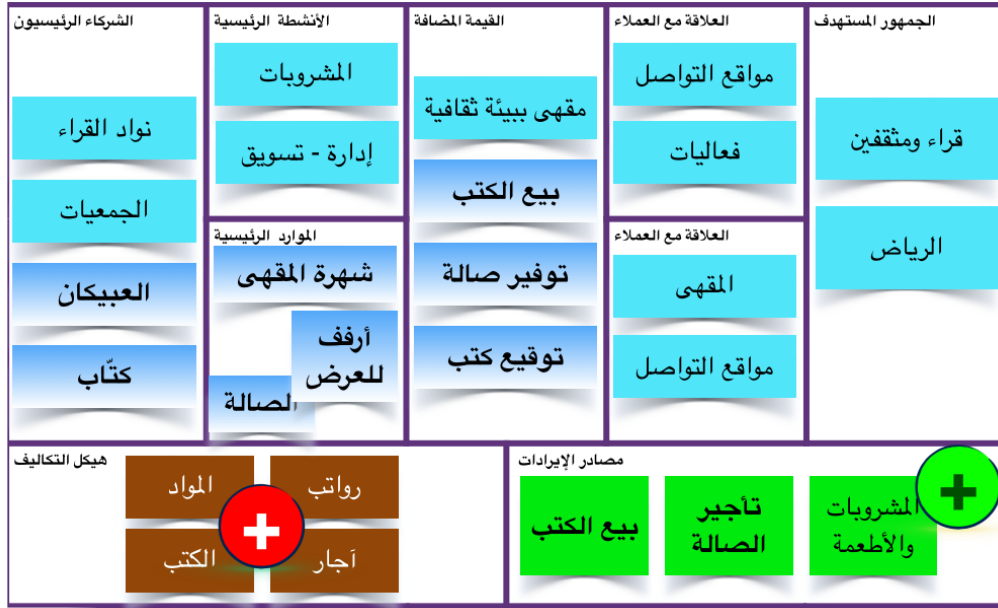 الجمهور المستهدف
قراء ومثقفين
الرياض
العلاقة مع العملاء
مواقع التواصل
فعاليات
العلاقة مع العملاء
المقهى
مواقع التواصل
القيمة المضافة
مقهى ببيئة ثقافية
بيع الكتب
توفير صالة
توقيع كتب
الأنشطة الرئيسية
المشروبات
إدارة - تسويق
الموارد الرئيسية
شهرة المقهى
أرفف
للعرض
الصالة
الشركاء الرئيسيون
نواد القراء
الجمعيات
العبيكان
كتّاب
مصادر الإيرادات
المشروبات
والأطعمة
تأجير
الصالة
بيع الكتب
هيكل التكاليف
رواتب
المواد
آجار
الكتب